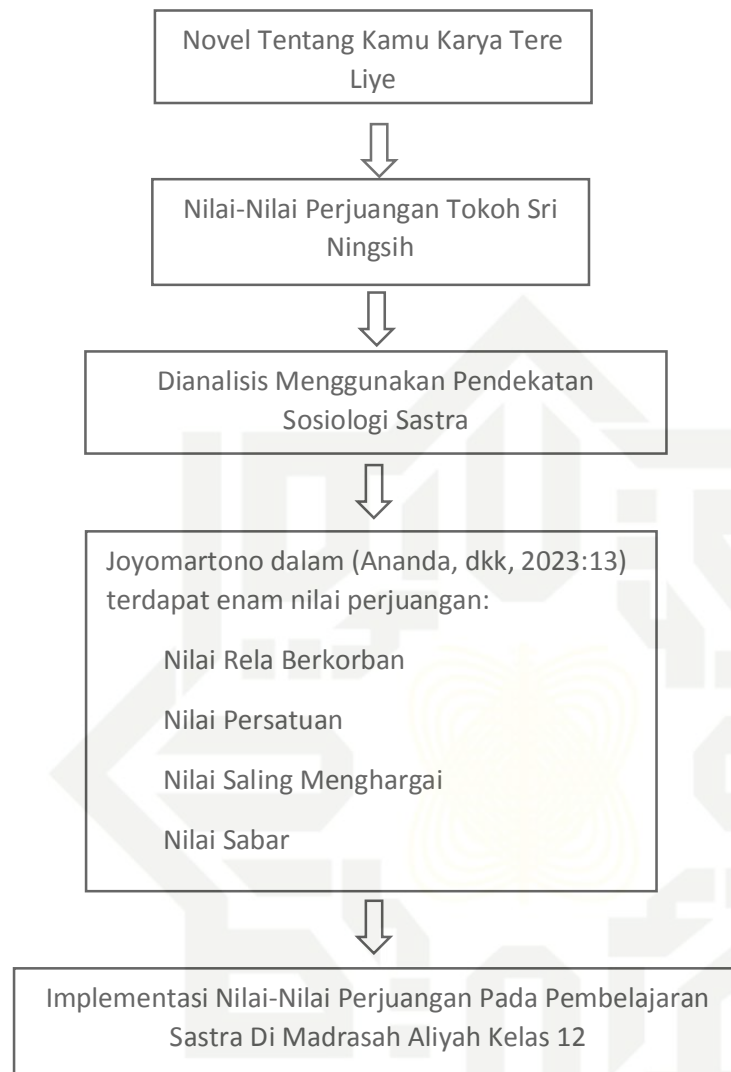 Novel Tentang Kamu Karya Tere
Liye
Nilai-Nilai Perjuangan Tokoh Sri
Ningsih
Dianalisis Menggunakan Pendekatan
Sosiologi Sastra
Joyomartono dalam (Ananda, dkk, 2023:13)
terdapat enam nilai perjuangan:
Nilai Rela Berkorban
Nilai Persatuan
Nilai Saling Menghargai
Nilai Sabar
Implementasi Nilai-Nilai Perjuangan Pada Pembelajaran
Sastra Di Madrasah Aliyah Kelas 12